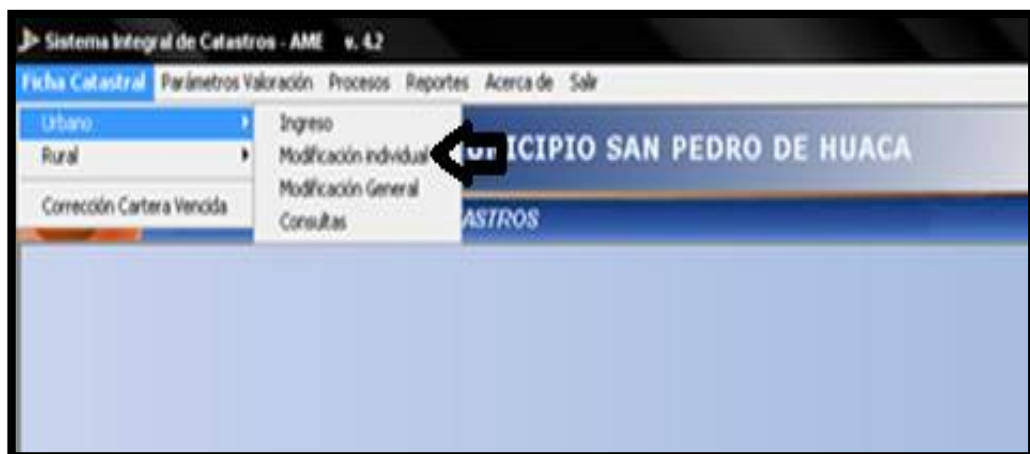 Sistema Integral de Catastros - AME v. 4.2
Ficha Catastral Parámetros Valoración Procesos Reportes Acerca de Salir
Urbano
Rural
Corrección Cartera Vencida
Ingreso
Modificación individual
Modificación General
Consultas
UNICIPIO SAN PEDRO DE HUACA
ASTROS